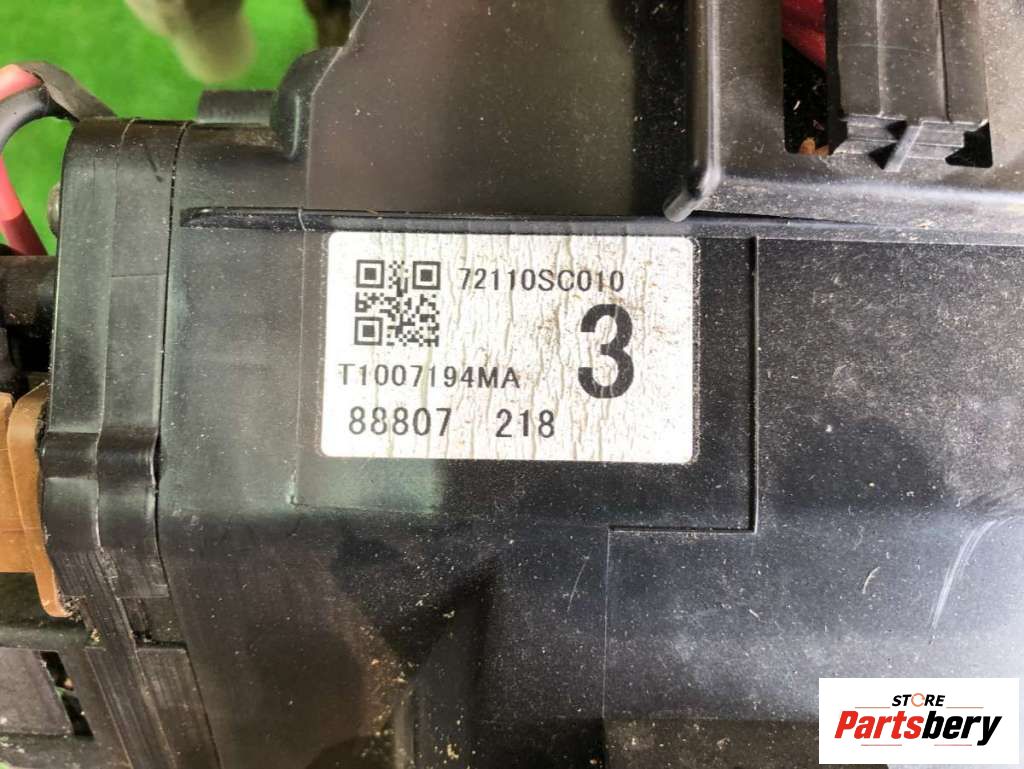 72110SC010
3
T1007194MA
88807 218
STORE
Partsbery